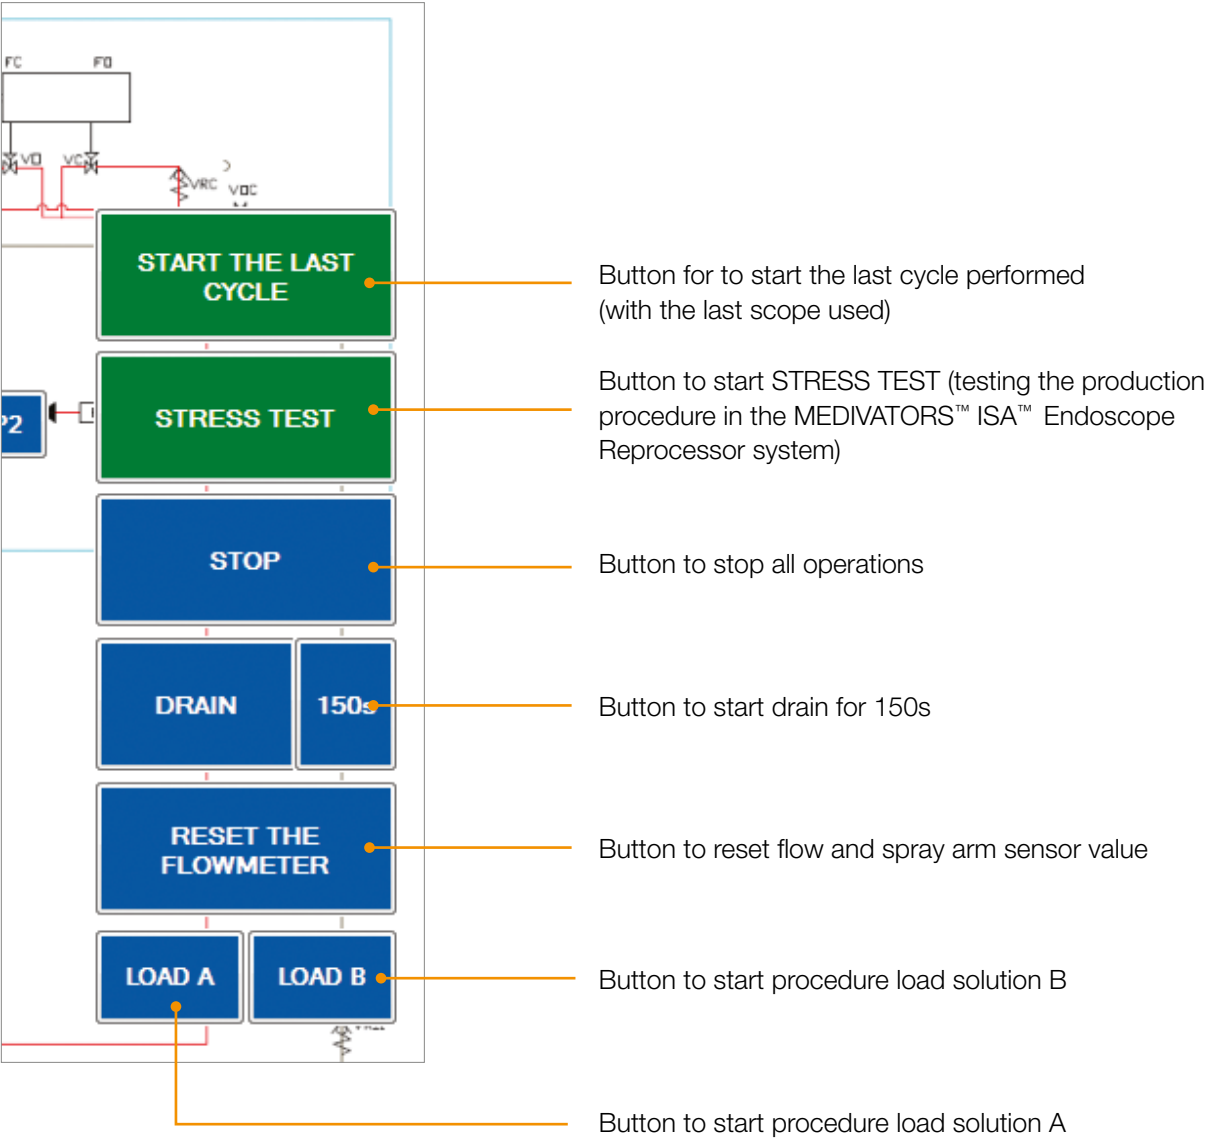 FC FO
VO VC
VRC VOC
START THE LAST
CYCLE
Button for to start the last cycle performed
(with the last scope used)
Button to start STRESS TEST (testing the production
procedure in the MEDIVATORS™ ISA™ Endoscope
Reprocessor system)
STRESS TEST
P2
STOP
Button to stop all operations
DRAIN 150s
Button to start drain for 150s
RESET THE
FLOWMETER
Button to reset flow and spray arm sensor value
LOAD A LOAD B
Button to start procedure load solution B
Button to start procedure load solution A